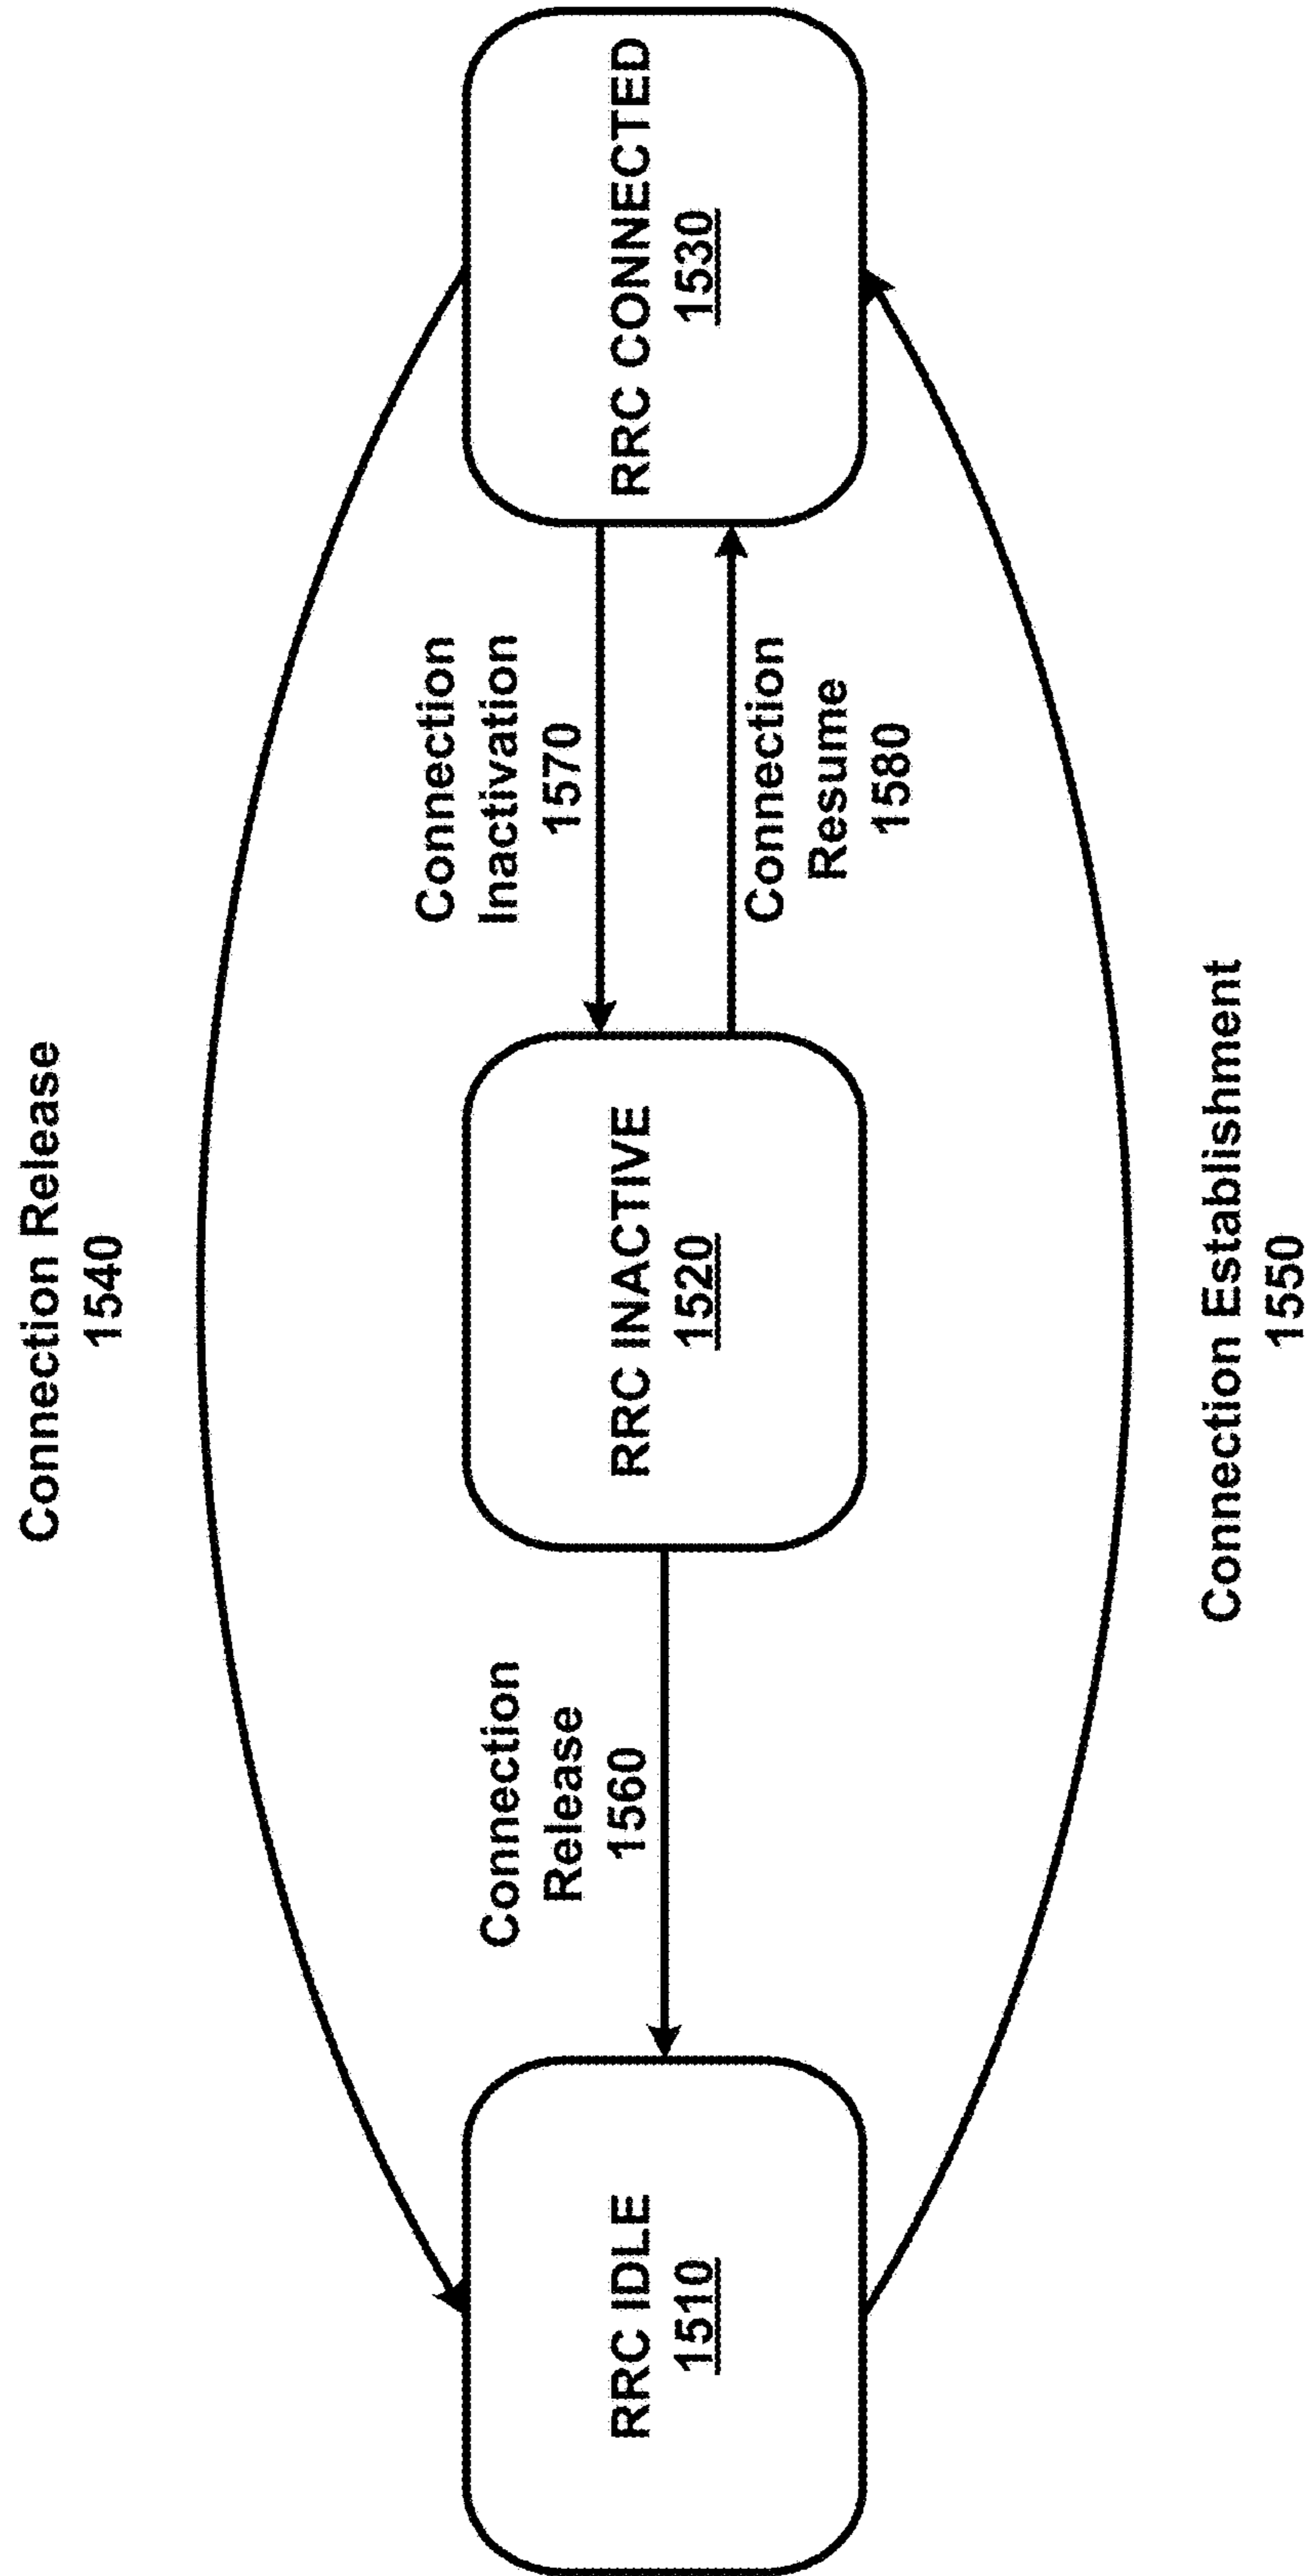 Connection Release
1540
RRC IDLE
1510
Connection
Release
1560
RRC INACTIVE
1520
Connection
Inactivation
1570
Connection
Resume
1580
RRC CONNECTED
1530
Connection Establishment
1550